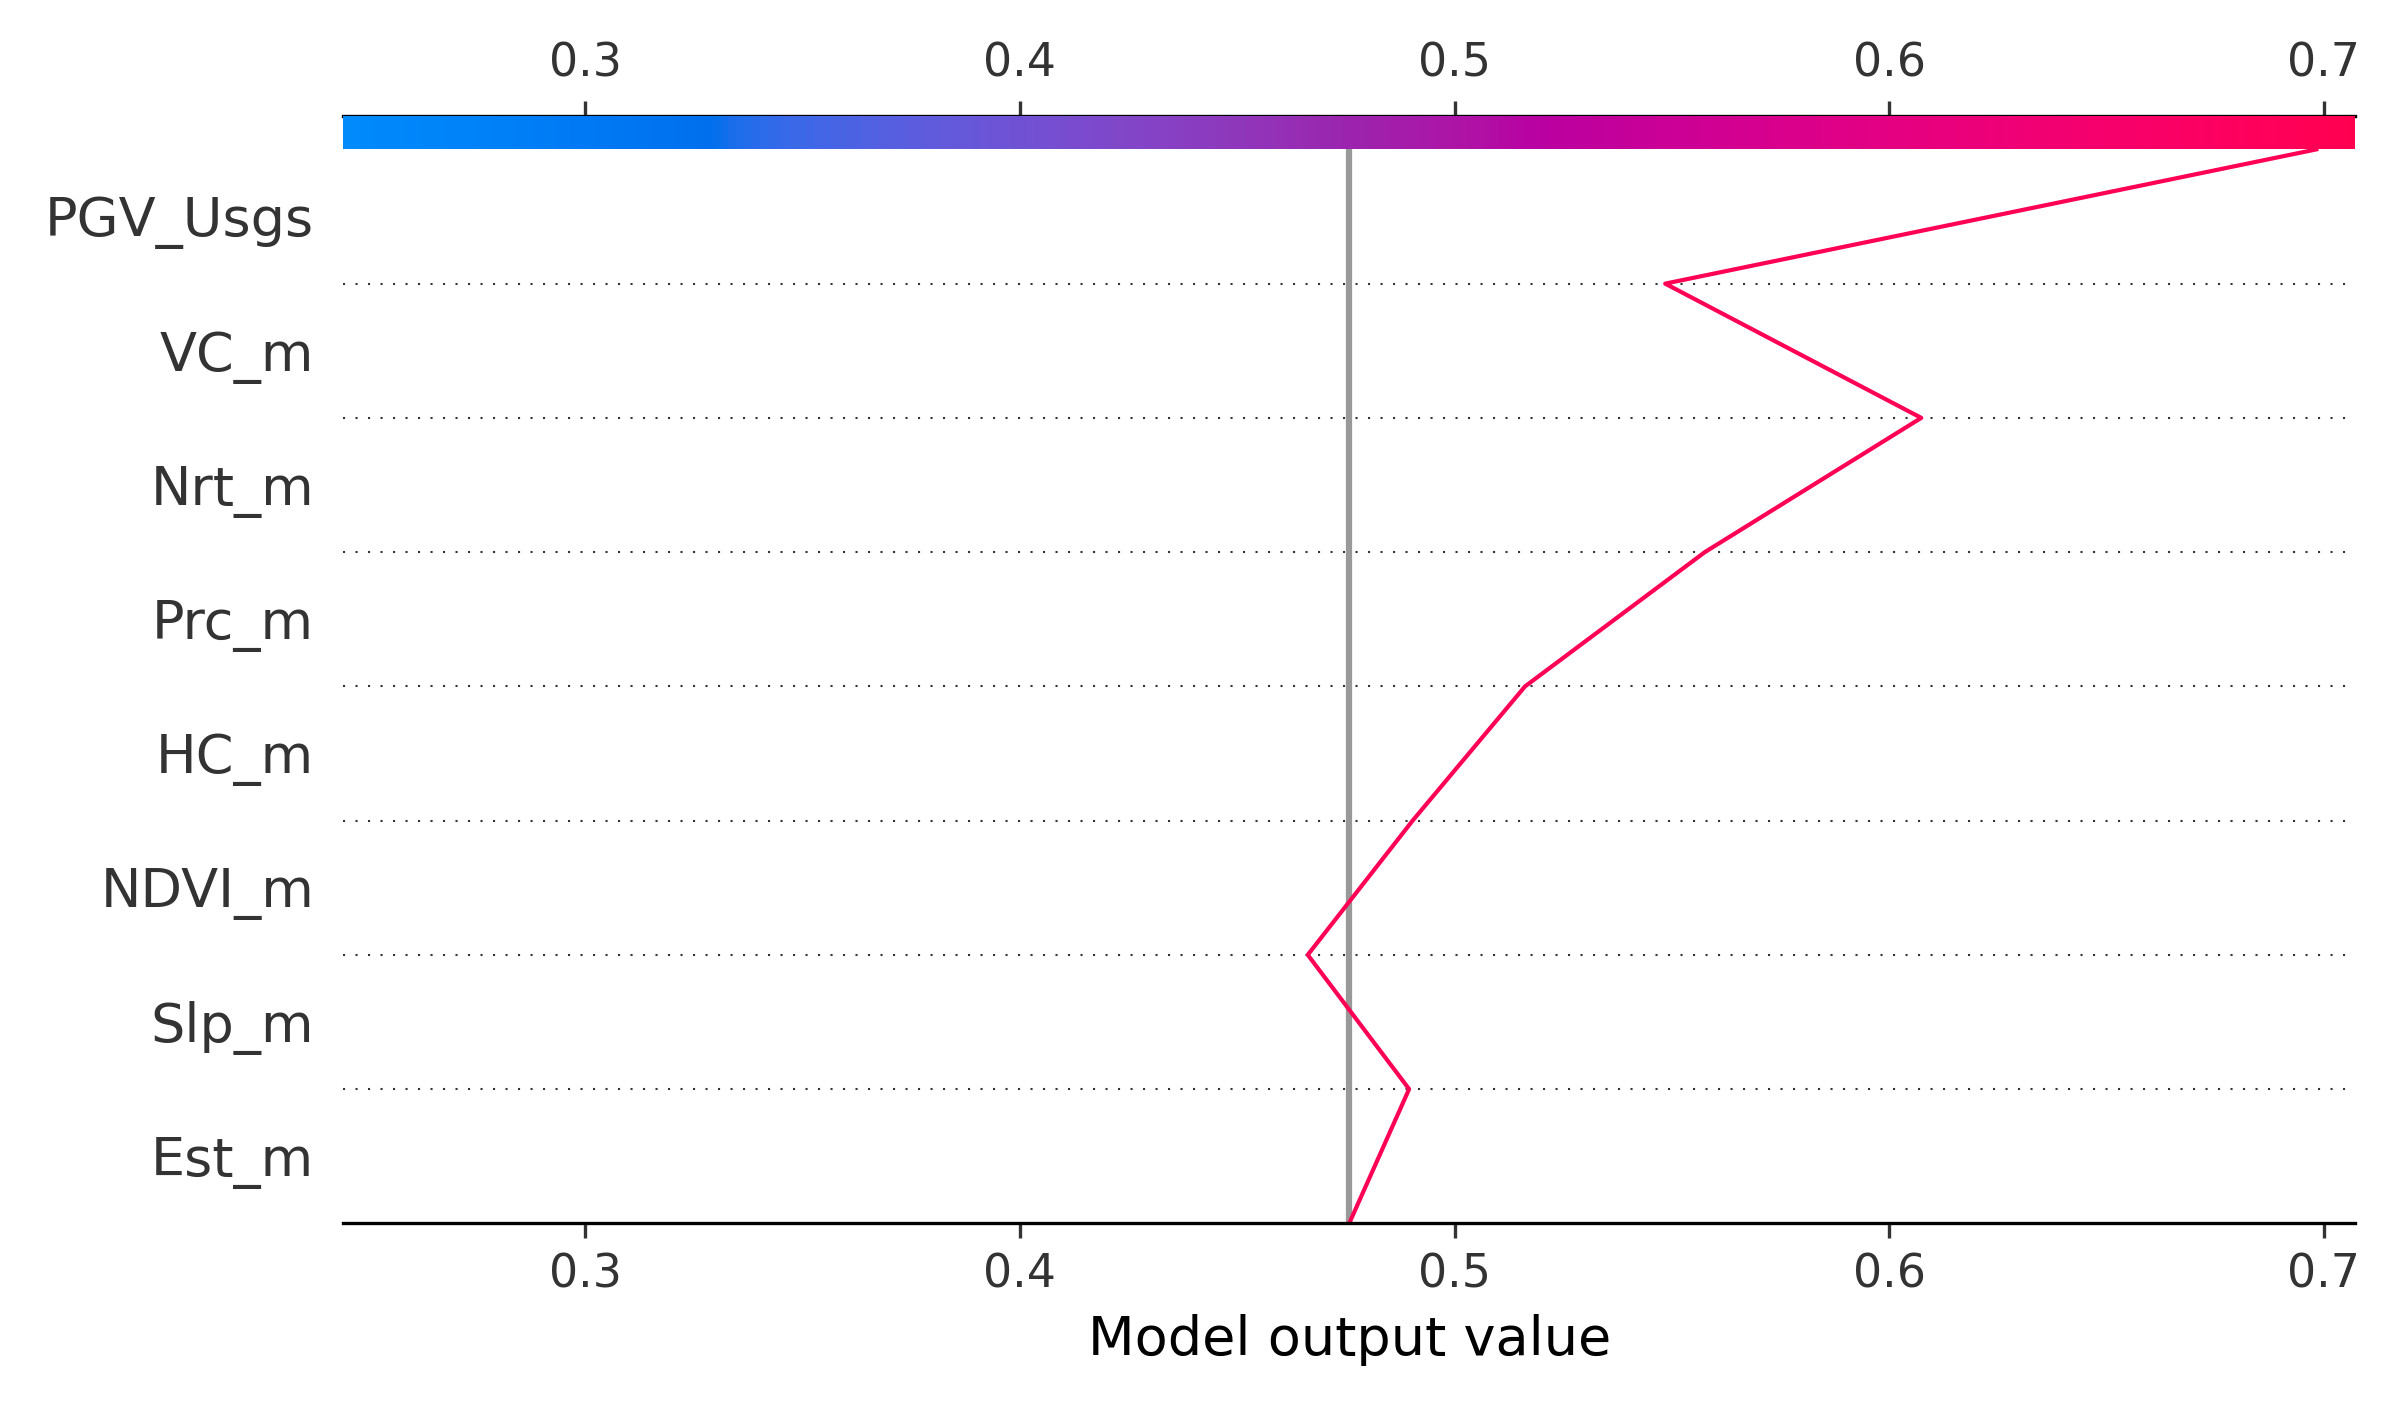 0.3 0.4 0.5 0.6 0.7
PGV_Usgs
VC_m
Nrt_m
Prc_m
HC_m
NDVI_m
Slp_m
Est_m
0.3 0.4 0.5 0.6 0.7
Model output value